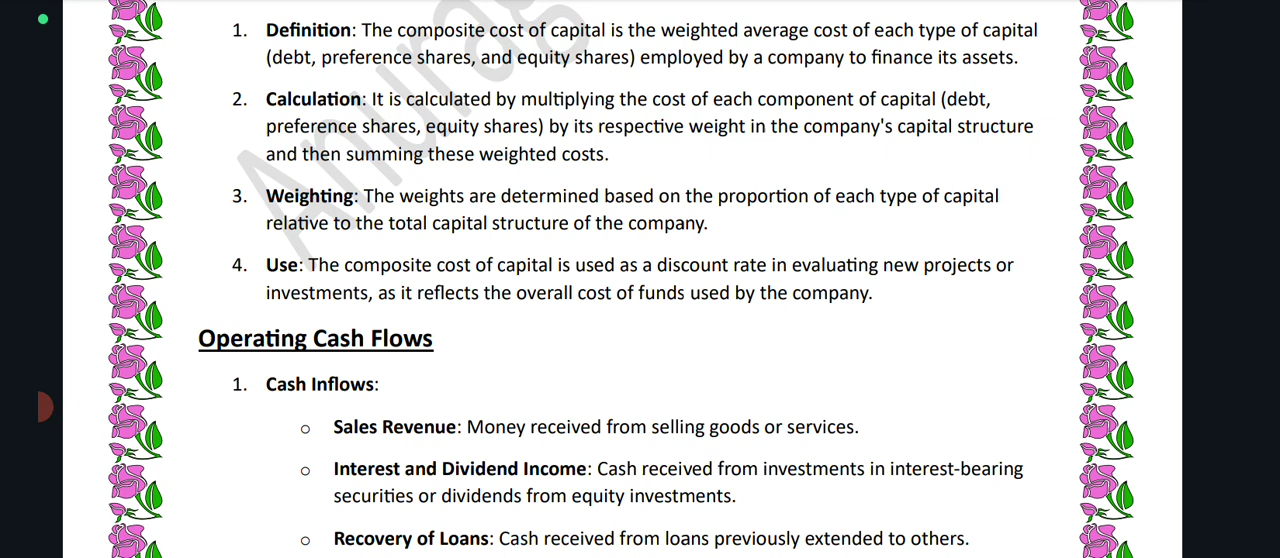 1. Definition: The composite cost of capital is the weighted average cost of each type of capital
(debt, preference shares, and equity shares) employed by a company to finance its assets.
2. Calculation: It is calculated by multiplying the cost of each component of capital (debt,
preference shares, equity shares) by its respective weight in the company's capital structure
and then summing these weighted costs.
3. Weighting: The weights are determined based on the proportion of each type of capital
relative to the total capital structure of the company.
4. Use: The composite cost of capital is used as a discount rate in evaluating new projects or
investments, as it reflects the overall cost of funds used by the company.
Operating Cash Flows
1. Cash Inflows:
o Sales Revenue: Money received from selling goods or services.
o Interest and Dividend Income: Cash received from investments in interest-bearing
securities or dividends from equity investments.
o Recovery of Loans: Cash received from loans previously extended to others.